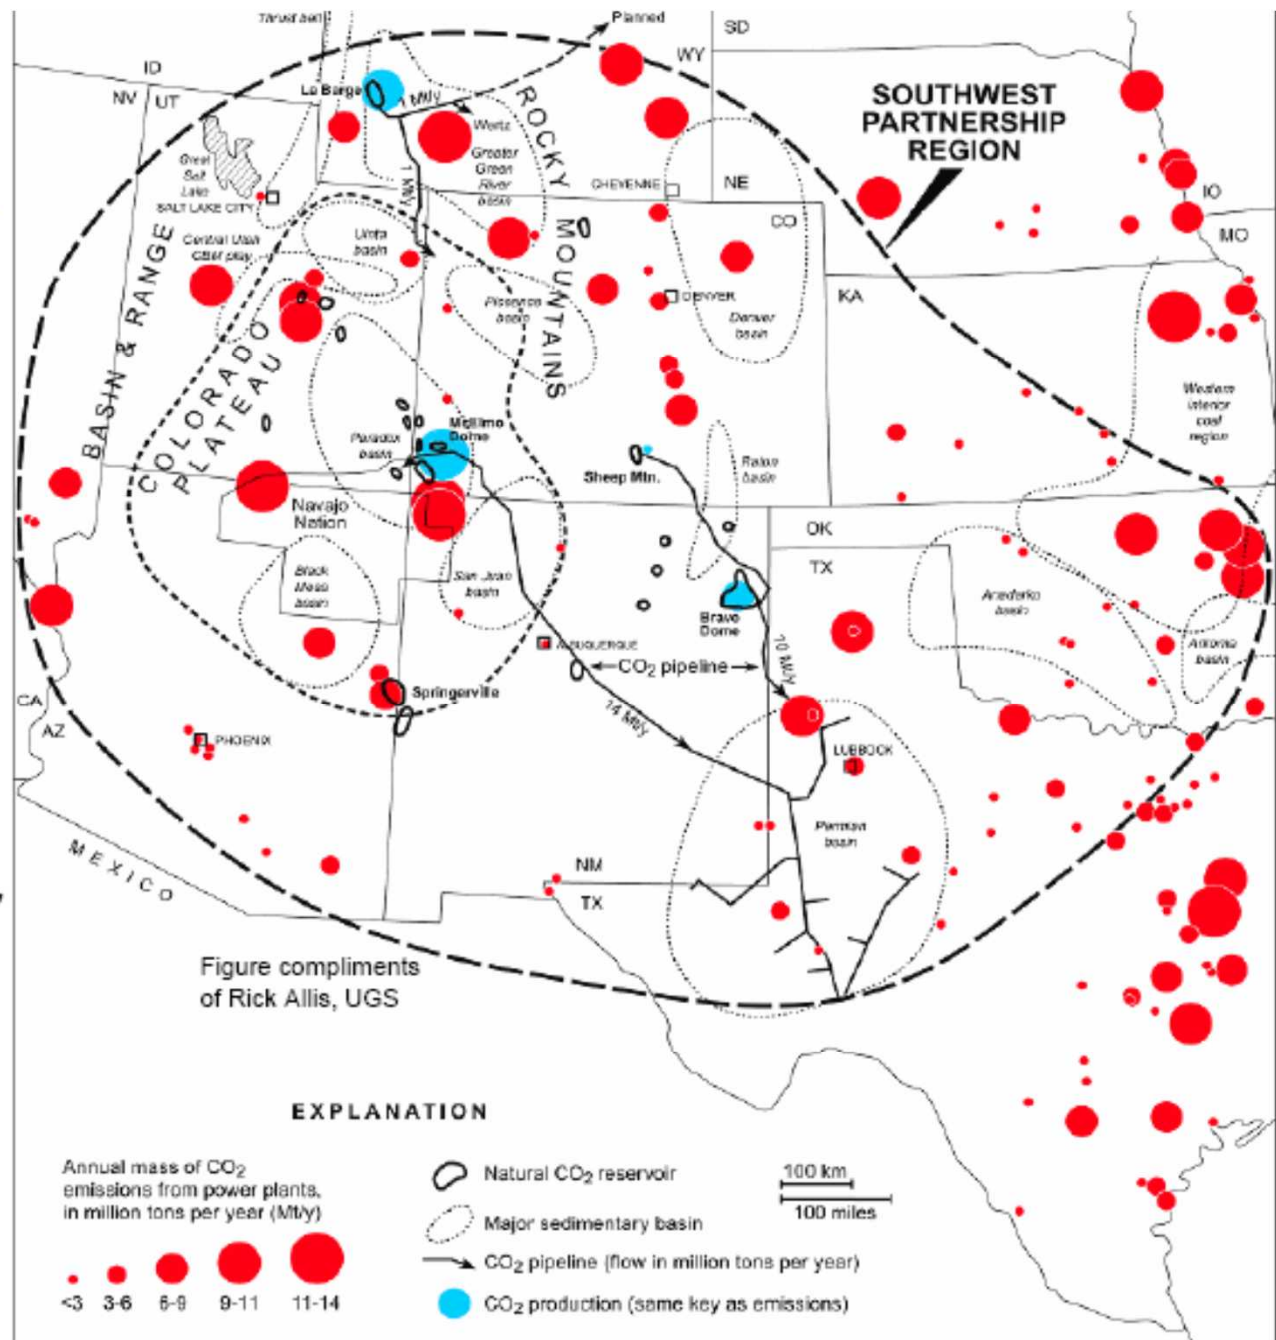 Thrust belt
Planned
SD
WY
ID
NV
UT
La Barge
1 Mt/y
Wertz
ROCKY MOUNTAINS
SOUTHWEST
PARTNERSHIP
REGION
Great
Salt
Lake
Greater
Green
River
basin
1 Mt/y
CHEYENNE
NE
IO
SALT LAKE CITY
CO
MO
Central Utah
CBM play
Uinta
basin
BASIN & RANGE
Piceance
basin
DENVER
Denver
basin
KA
COLORADO
PLATEAU
Western
interior
coal
region
McElmo
Dome
Paradox
basin
Sheep Mtn.
Raton
basin
Navajo
Nation
OK
TX
Black
Mesa
basin
San Juan
basin
Anadarko
basin
Bravo
Dome
Arkoma
basin
ALBUQUERQUE
CO2 pipeline
10 Mt/y
CA
AZ
Springerville
14 Mt/y
PHOENIX
LUBBOCK
Permian
basin
MEXICO
NM
TX
Figure compliments
of Rick Allis, UGS
EXPLANATION
Annual mass of CO2
emissions from power plants,
in million tons per year (Mt/y)
<3 3-6 6-9 9-11 11-14
Natural CO2 reservoir
Major sedimentary basin
CO2 pipeline (flow in million tons per year)
CO2 production (same key as emissions)
100 km
100 miles